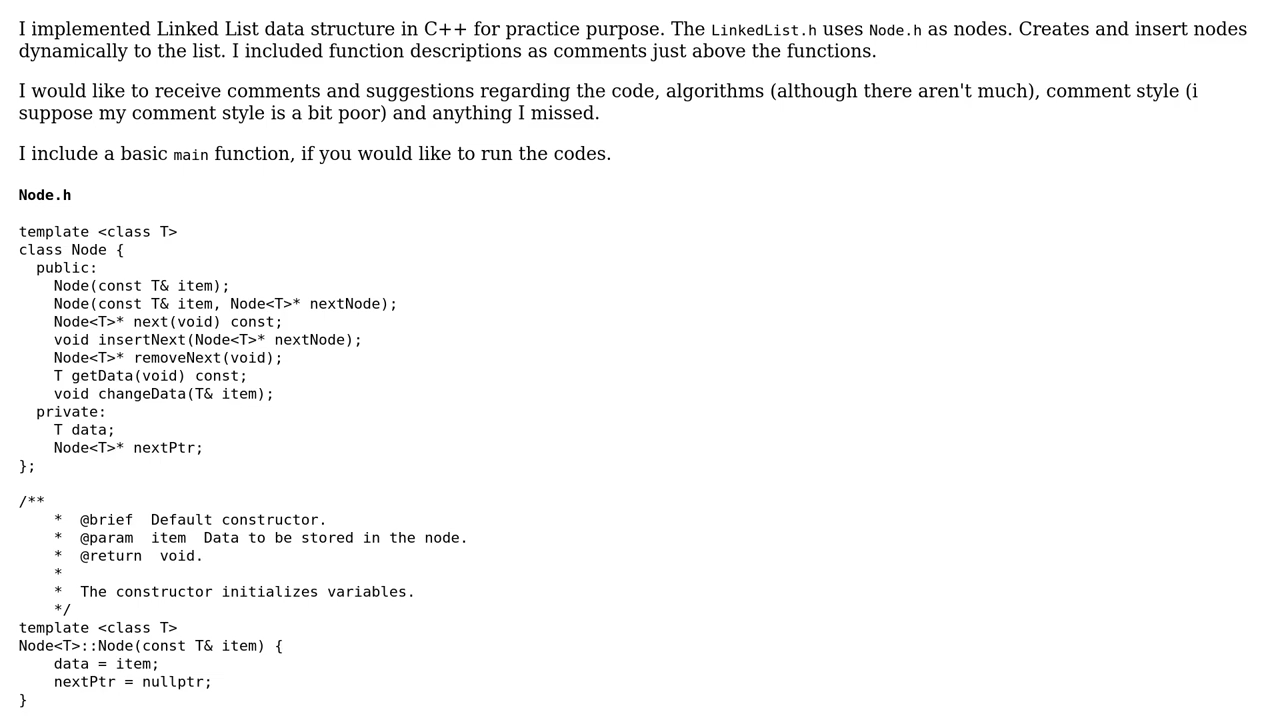 I implemented Linked List data structure in C++ for practice purpose. The LinkedList.h uses Node.h as nodes. Creates and insert nodes
dynamically to the list. I included function descriptions as comments just above the functions.
I would like to receive comments and suggestions regarding the code, algorithms (although there aren't much), comment style (i
suppose my comment style is a bit poor) and anything I missed.
I include a basic main function, if you would like to run the codes.
Node.h
template <class T>
class Node {
  public:
    Node(const T& item);
    Node(const T& item, Node<T>* nextNode);
    Node<T>* next(void) const;
    void insertNext(Node<T>* nextNode);
    Node<T>* removeNext(void);
    T getData(void) const;
    void changeData(T& item);
  private:
    T data;
    Node<T>* nextPtr;
};
/**
    *  @brief  Default constructor.
    *  @param  item  Data to be stored in the node.
    *  @return  void.
    *
    *  The constructor initializes variables.
    */
template <class T>
Node<T>::Node(const T& item) {
    data = item;
    nextPtr = nullptr;
}